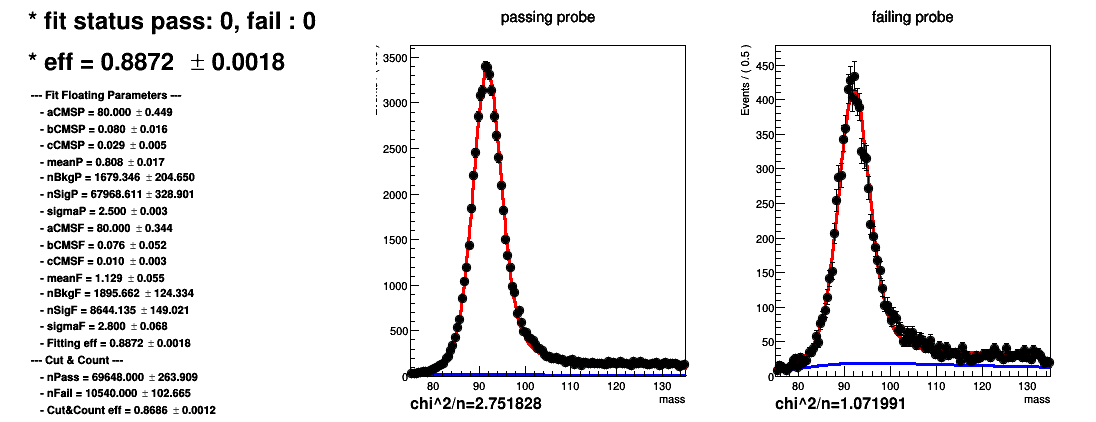 * fit status pass: 0, fail : 0
* eff = 0.8872 ± 0.0018
--- Fit Floating Parameters ---
- aCMSP = 80.000 ± 0.449
- bCMSP = 0.080 ± 0.016
- cCMSP = 0.029 ± 0.005
- meanP = 0.808 ± 0.017
- nBkgP = 1679.346 ± 204.650
- nSigP = 67968.611 ± 328.901
- sigmaP = 2.500 ± 0.003
- aCMSF = 80.000 ± 0.344
- bCMSF = 0.076 ± 0.052
- cCMSF = 0.010 ± 0.003
- meanF = 1.129 ± 0.055
- nBkgF = 1895.662 ± 124.334
- nSigF = 8644.135 ± 149.021
- sigmaF = 2.800 ± 0.068
- Fitting eff = 0.8872 ± 0.0018
--- Cut & Count ---
- nPass = 69648.000 ± 263.909
- nFail = 10540.000 ± 102.665
- Cut&Count eff = 0.8686 ± 0.0012
passing probe
3500
3000
2500
2000
1500
1000
500
0
80 90 100 110 120 130
mass
chi^2/n=2.751828
failing probe
Events / ( 0.5 )
450
400
350
300
250
200
150
100
50
0
80 90 100 110 120 130
mass
chi^2/n=1.071991